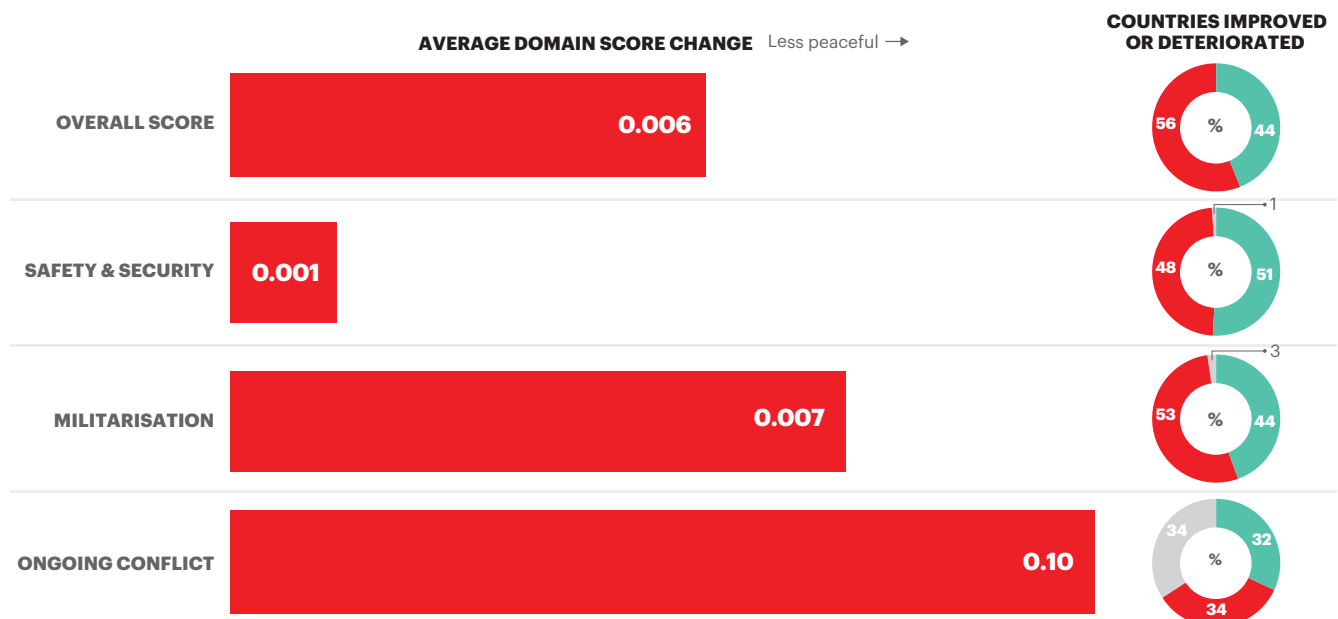 AVERAGE DOMAIN SCORE CHANGE Less peaceful →
COUNTRIES IMPROVED
OR DETERIORATED
OVERALL SCORE
0.006
56
%
44
SAFETY & SECURITY
0.001
1
48
%
51
MILITARISATION
0.007
3
53
%
44
ONGOING CONFLICT
0.10
34
32
%
34